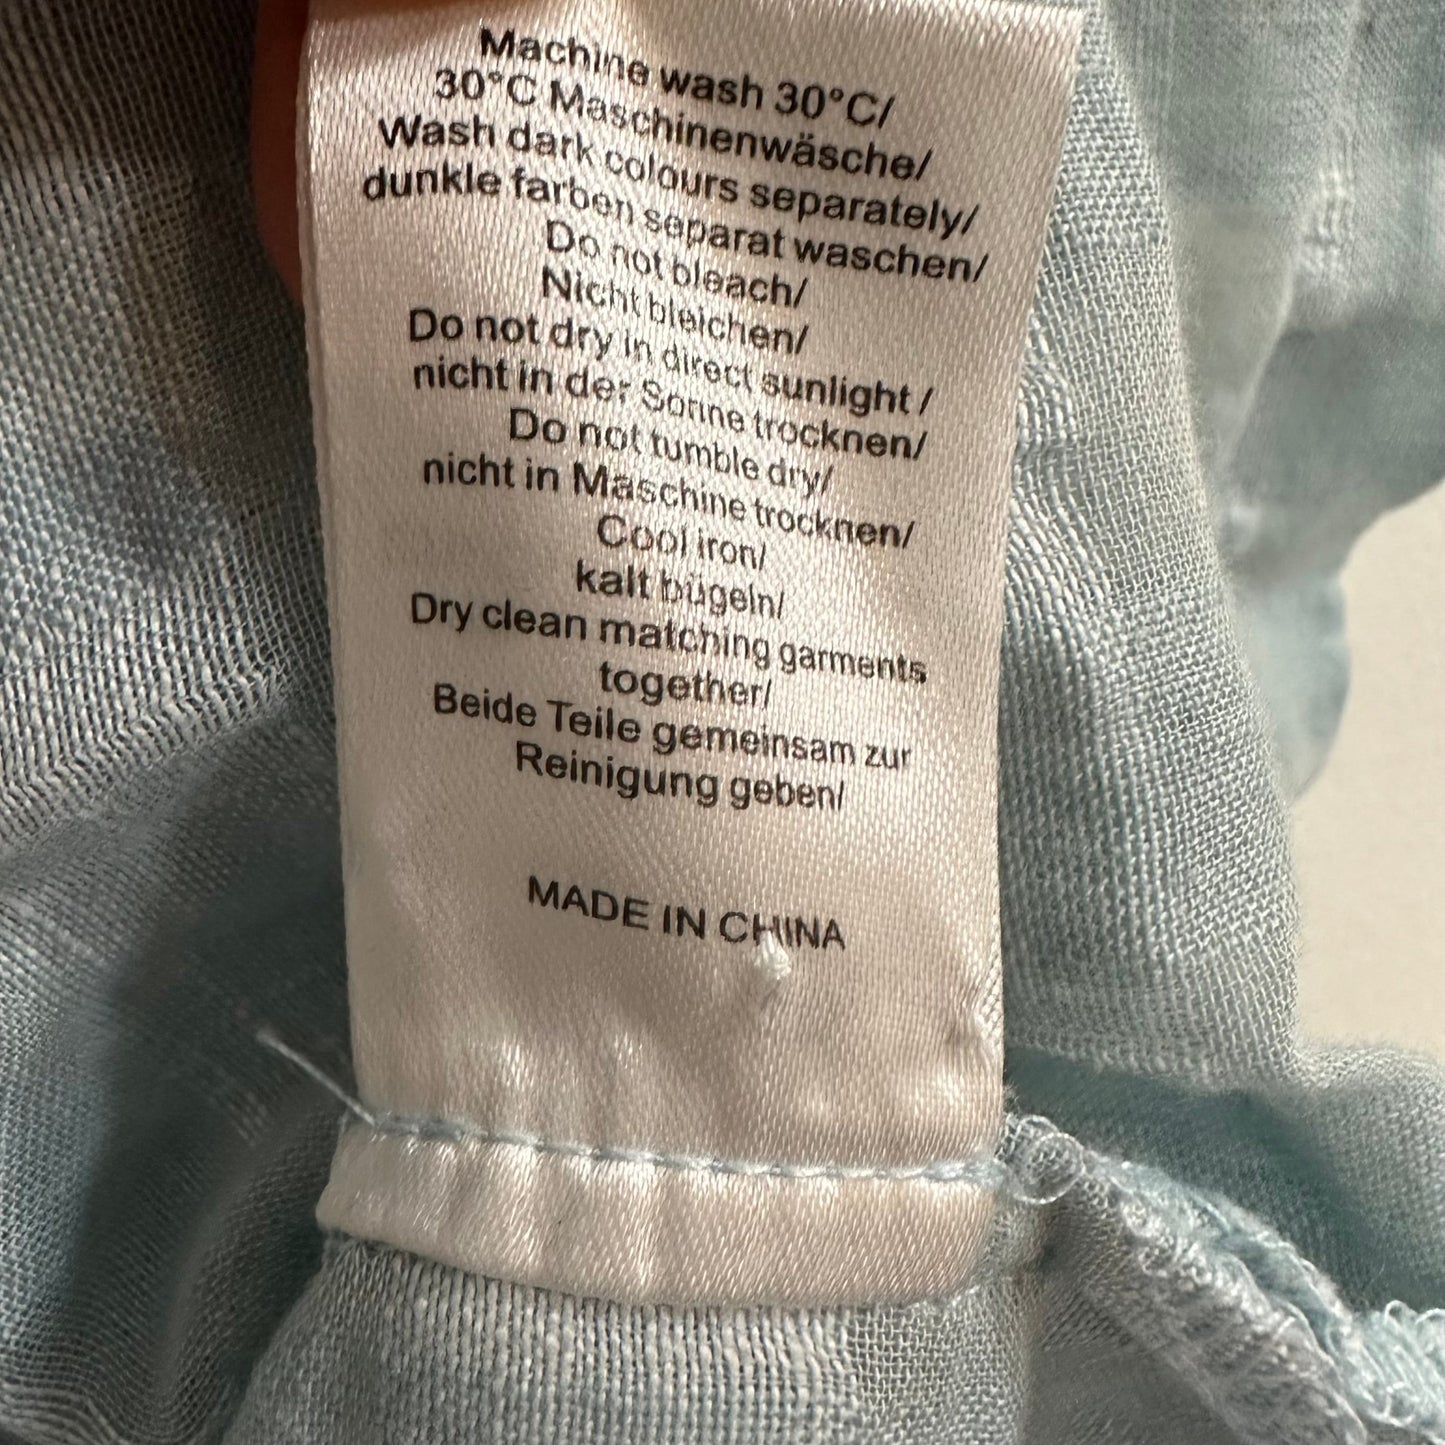 Machine wash 30°C/
30°C Maschinenwäsche/
Wash dark colours separately/
dunkle farben separat waschen/
Do not bleach/
Nicht bleichen/
Do not dry in direct sunlight /
nicht in der Sonne trocknen/
Do not tumble dry/
nicht in Maschine trocknen/
Cool iron/
kalt bügeln/
Dry clean matching garments
together/
Beide Teile gemeinsam zur
Reinigung geben/
MADE IN CHINA